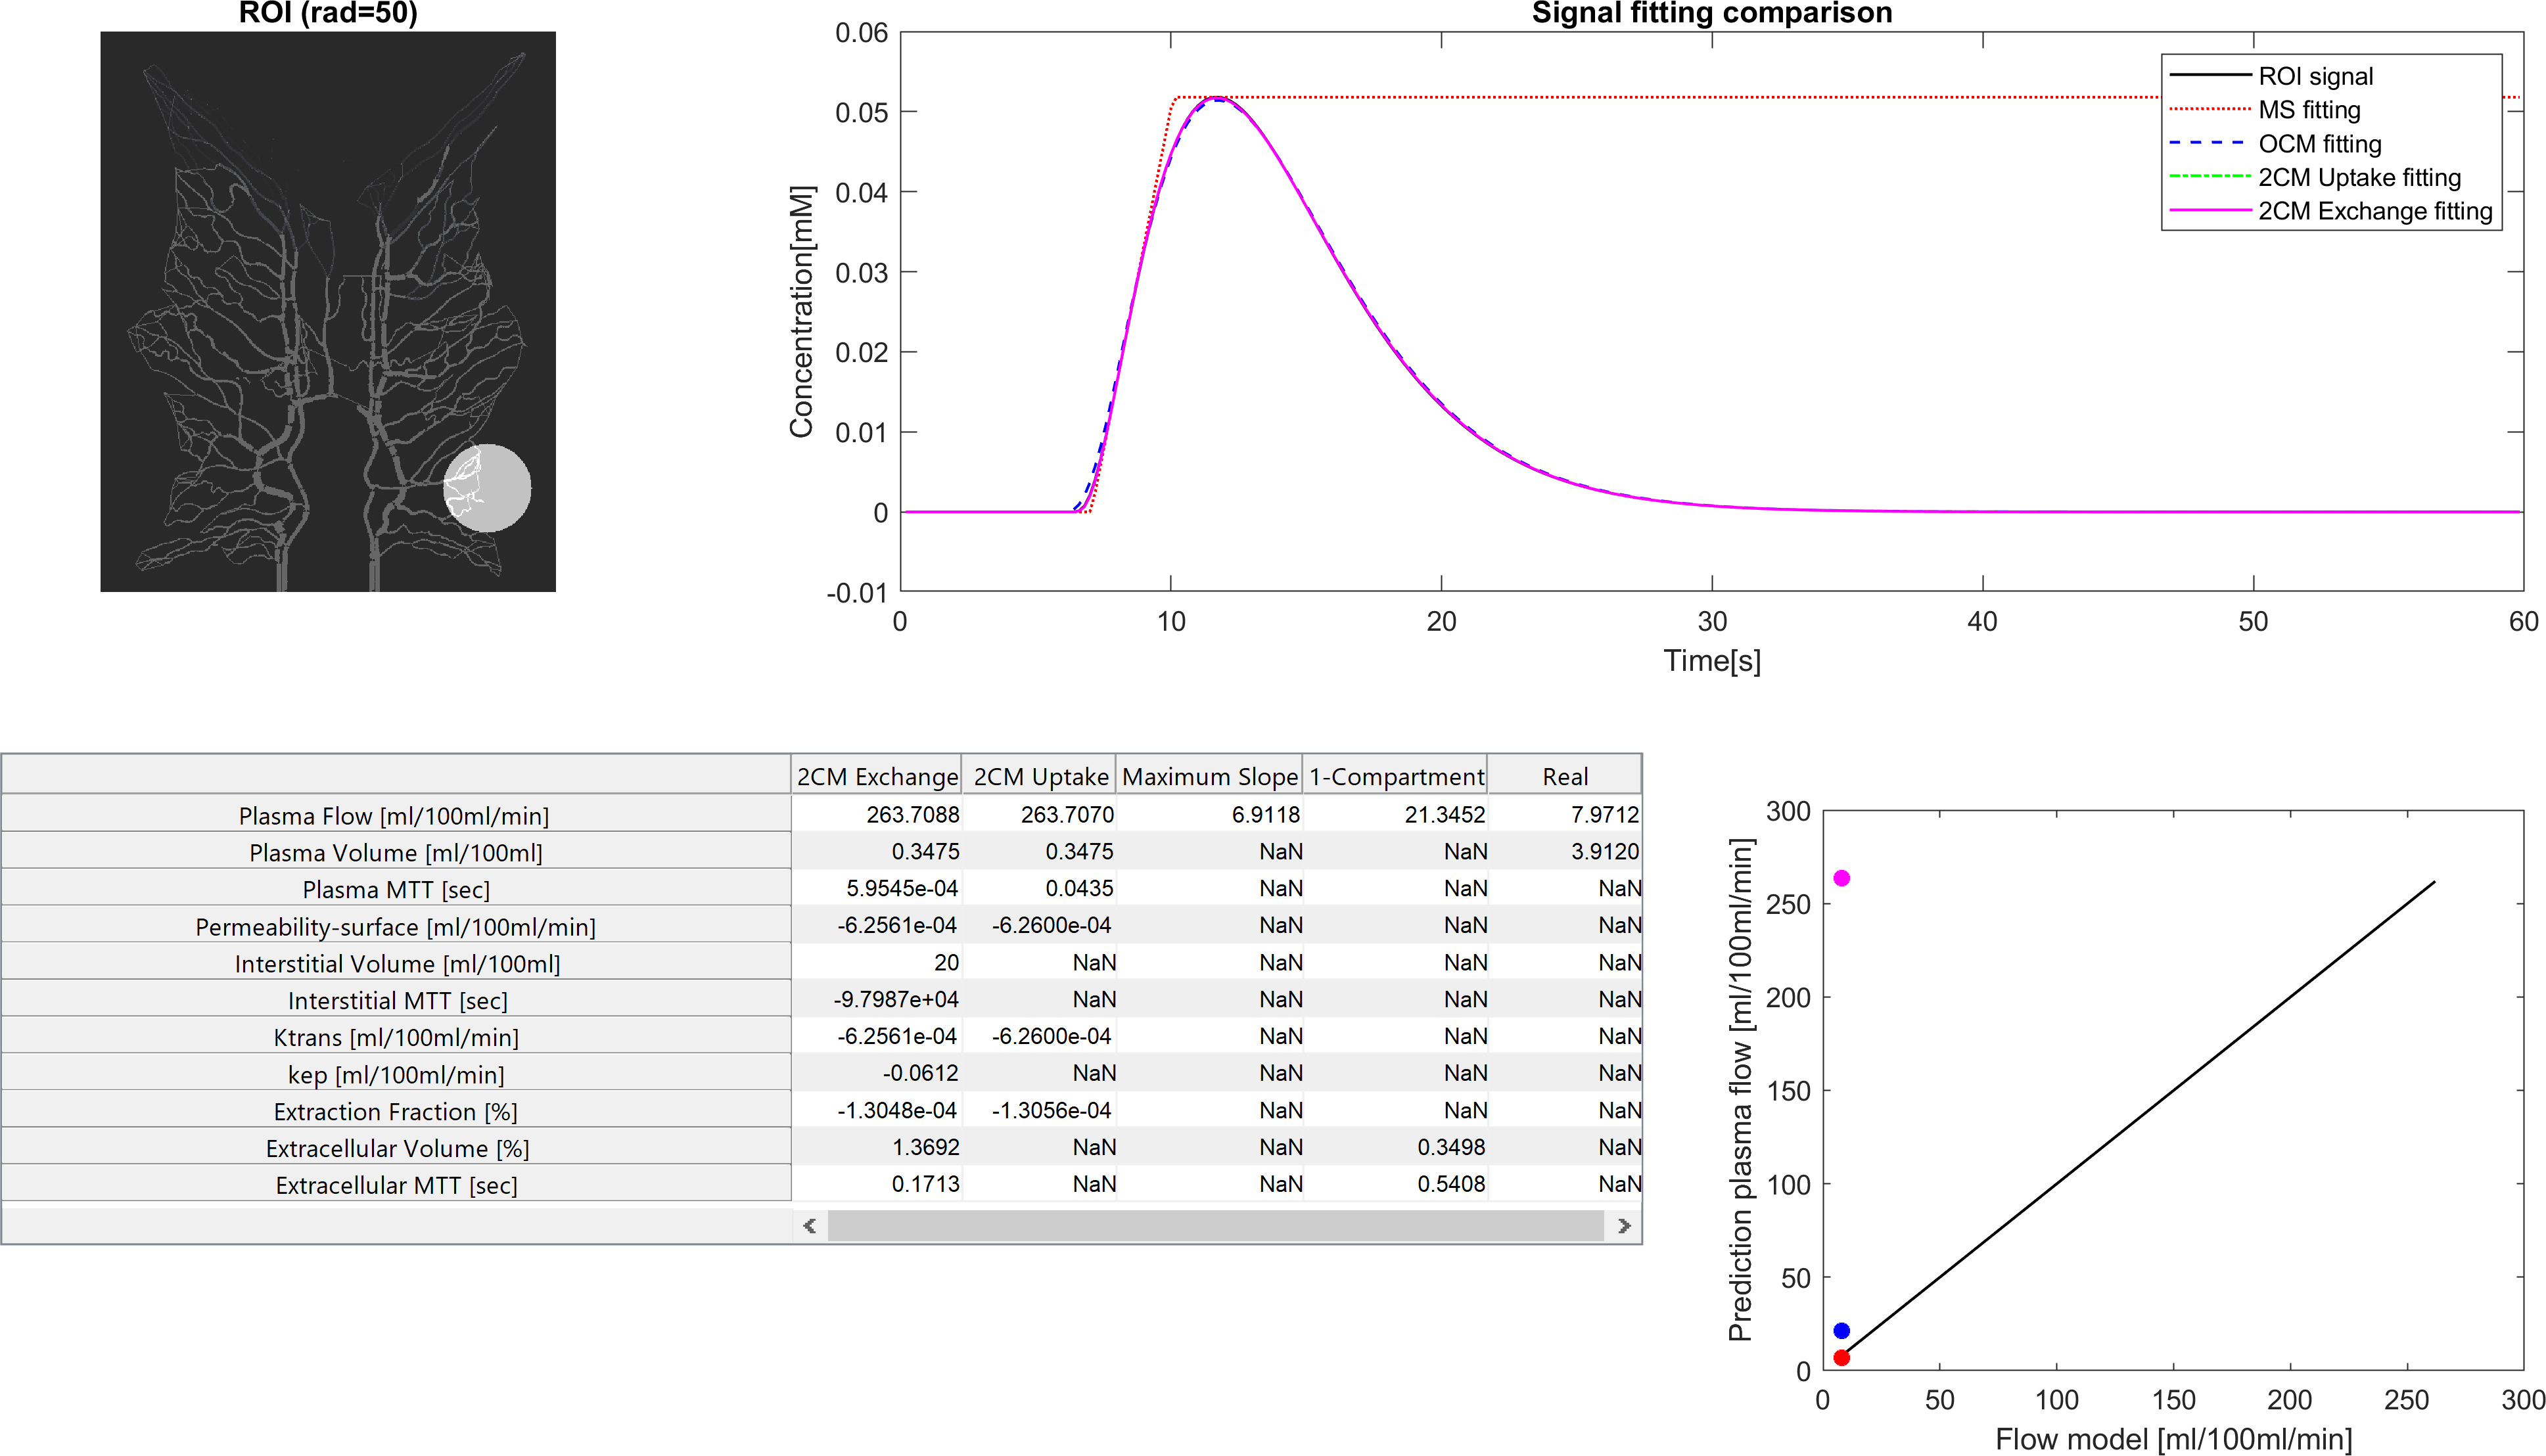 ROI (rad=50)
Signal fitting comparison
0.06
0.05
0.04
0.03
0.02
0.01
0
-0.01
Concentration[mM]
0 10 20 30 40 50 60
Time[s]
ROI signal
MS fitting
OCM fitting
2CM Uptake fitting
2CM Exchange fitting
2CM Exchange 2CM Uptake Maximum Slope 1-Compartment Real
Plasma Flow [ml/100ml/min] 263.7088 263.7070 6.9118 21.3452 7.9712
Plasma Volume [ml/100ml] 0.3475 0.3475 NaN NaN 3.9120
Plasma MTT [sec] 5.9545e-04 0.0435 NaN NaN NaN
Permeability-surface [ml/100ml/min] -6.2561e-04 -6.2600e-04 NaN NaN NaN
Interstitial Volume [ml/100ml] 20 NaN NaN NaN NaN
Interstitial MTT [sec] -9.7987e+04 NaN NaN NaN NaN
Ktrans [ml/100ml/min] -6.2561e-04 -6.2600e-04 NaN NaN NaN
kep [ml/100ml/min] -0.0612 NaN NaN NaN NaN
Extraction Fraction [%] -1.3048e-04 -1.3056e-04 NaN NaN NaN
Extracellular Volume [%] 1.3692 NaN NaN 0.3498 NaN
Extracellular MTT [sec] 0.1713 NaN NaN 0.5408 NaN
300
250
200
150
100
50
0
Prediction plasma flow [ml/100ml/min]
0 50 100 150 200 250 300
Flow model [ml/100ml/min]